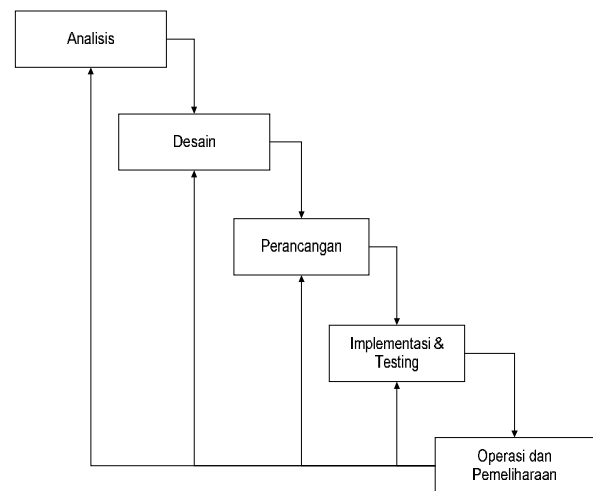 Analisis
Desain
Perancangan
Implementasi &
Testing
Operasi dan
Pemeliharaan